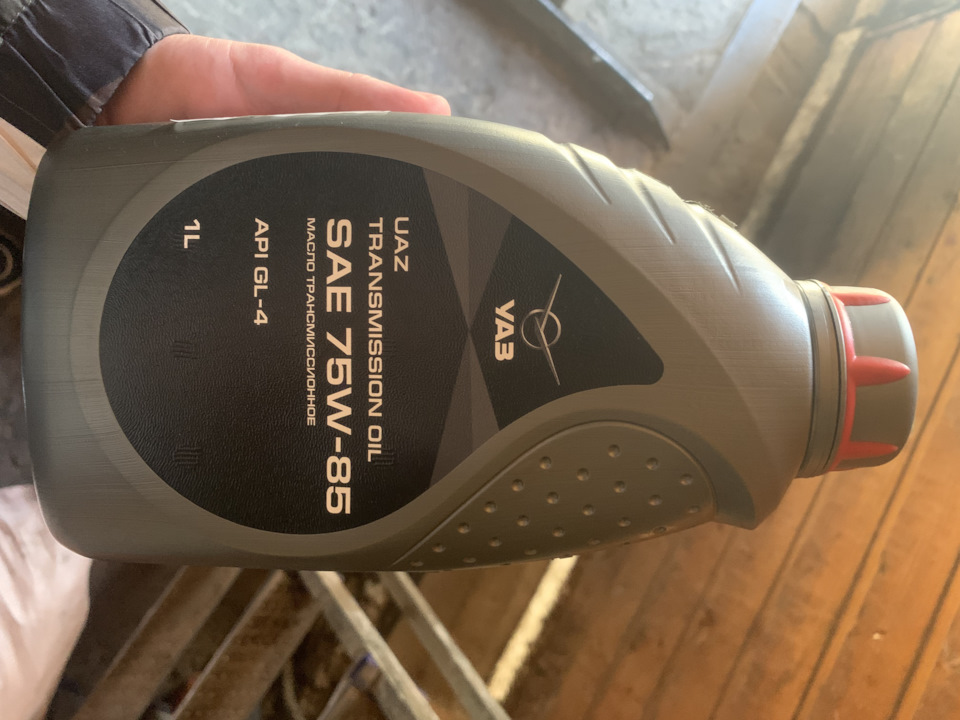 УАЗ
UAZ
TRANSMISSION OIL
SAE 75W-85
МАСЛО ТРАНСМИССИОННОЕ
API GL-4
1L